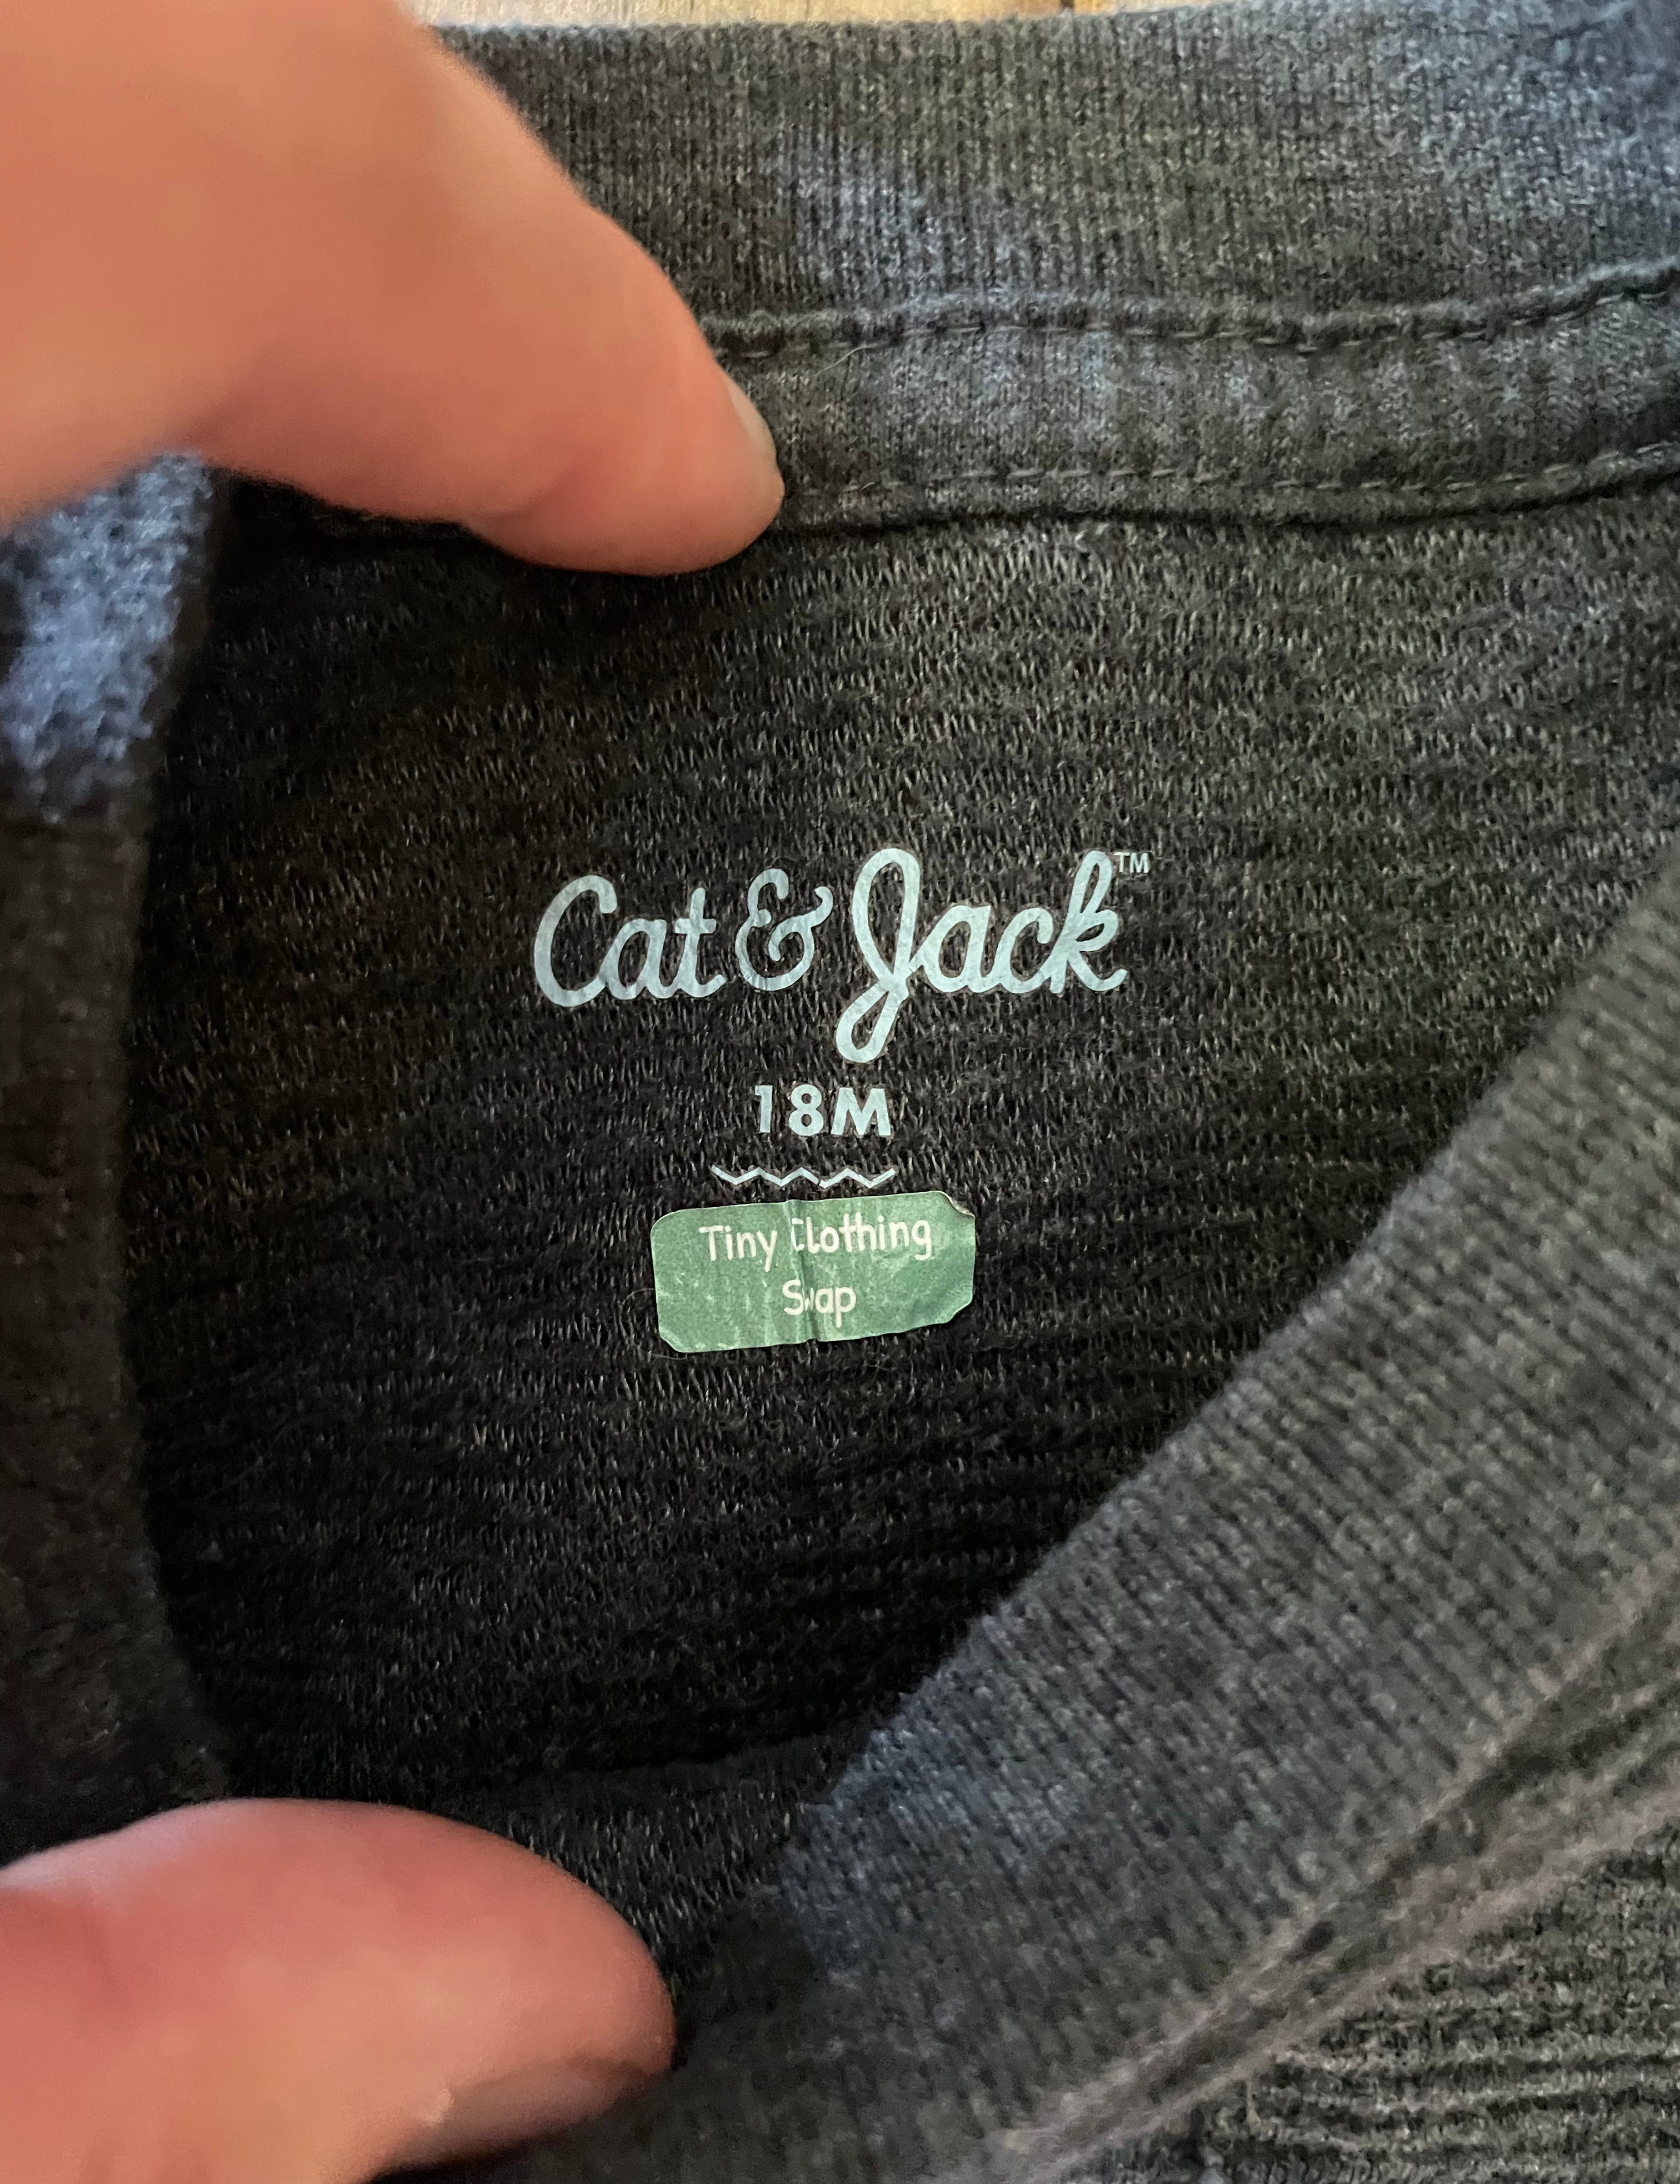 Cat & Jack™
18M
Tiny Clothing
Swap